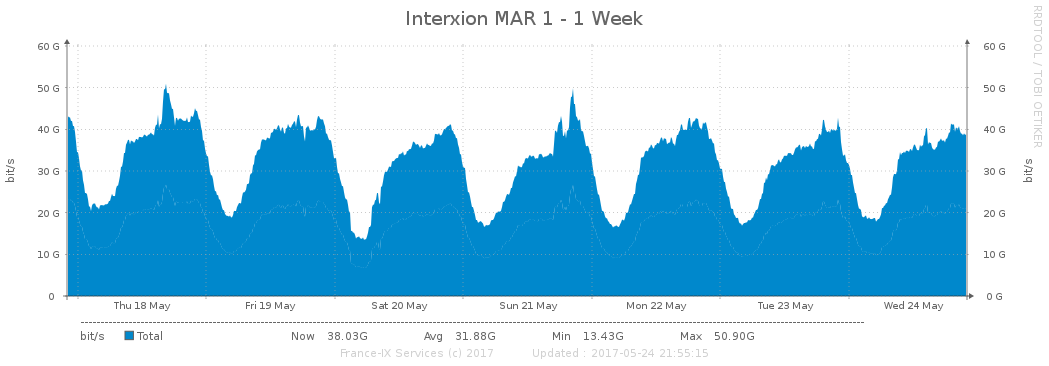 Interxion MAR 1 - 1 Week
RRDTOOL / TOBI OETIKER
60 G 60 G
50 G 50 G
40 G 40 G
30 G 30 G
20 G 20 G
10 G 10 G
0 0 G
bit/s bit/s
Thu 18 May Fri 19 May Sat 20 May Sun 21 May Mon 22 May Tue 23 May Wed 24 May
bit/s Total Now 38.03G Avg 31.88G Min 13.43G Max 50.90G
France-IX Services (c) 2017 Updated : 2017-05-24 21:55:15